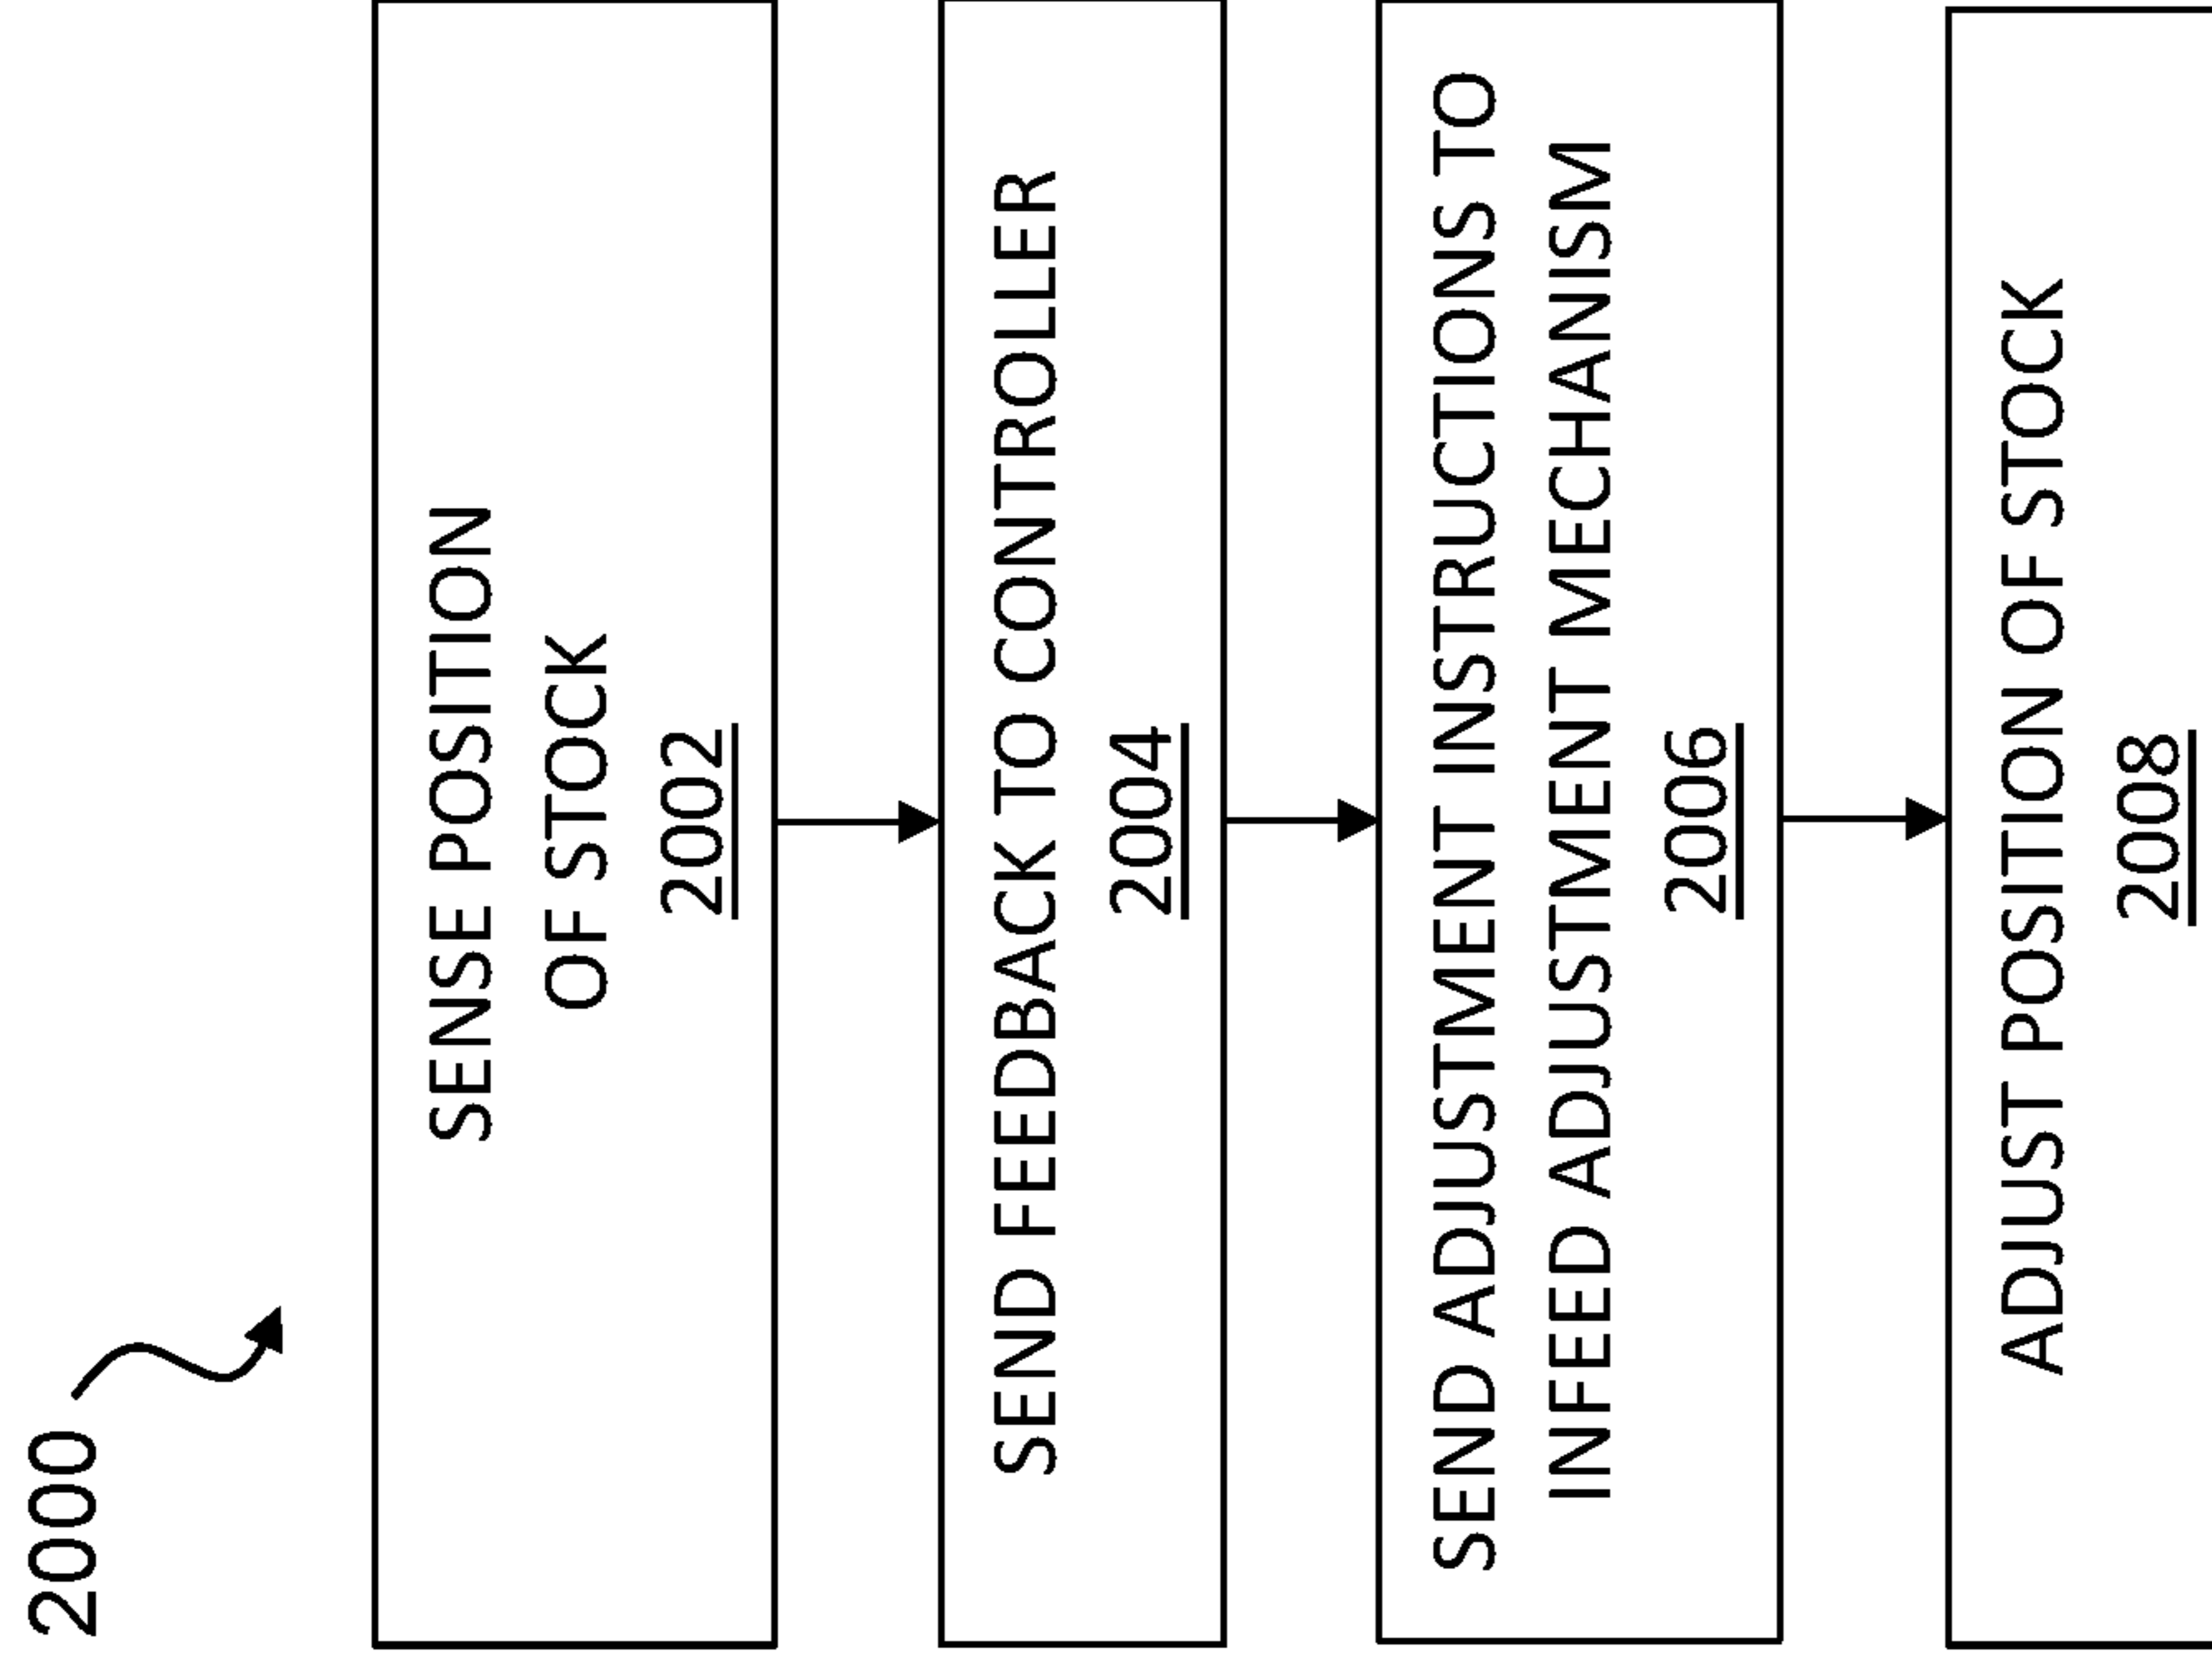 2000
SENSE POSITION
OF STOCK
2002
SEND FEEDBACK TO CONTROLLER
2004
SEND ADJUSTMENT INSTRUCTIONS TO
INFEED ADJUSTMENT MECHANISM
2006
ADJUST POSITION OF STOCK
2008